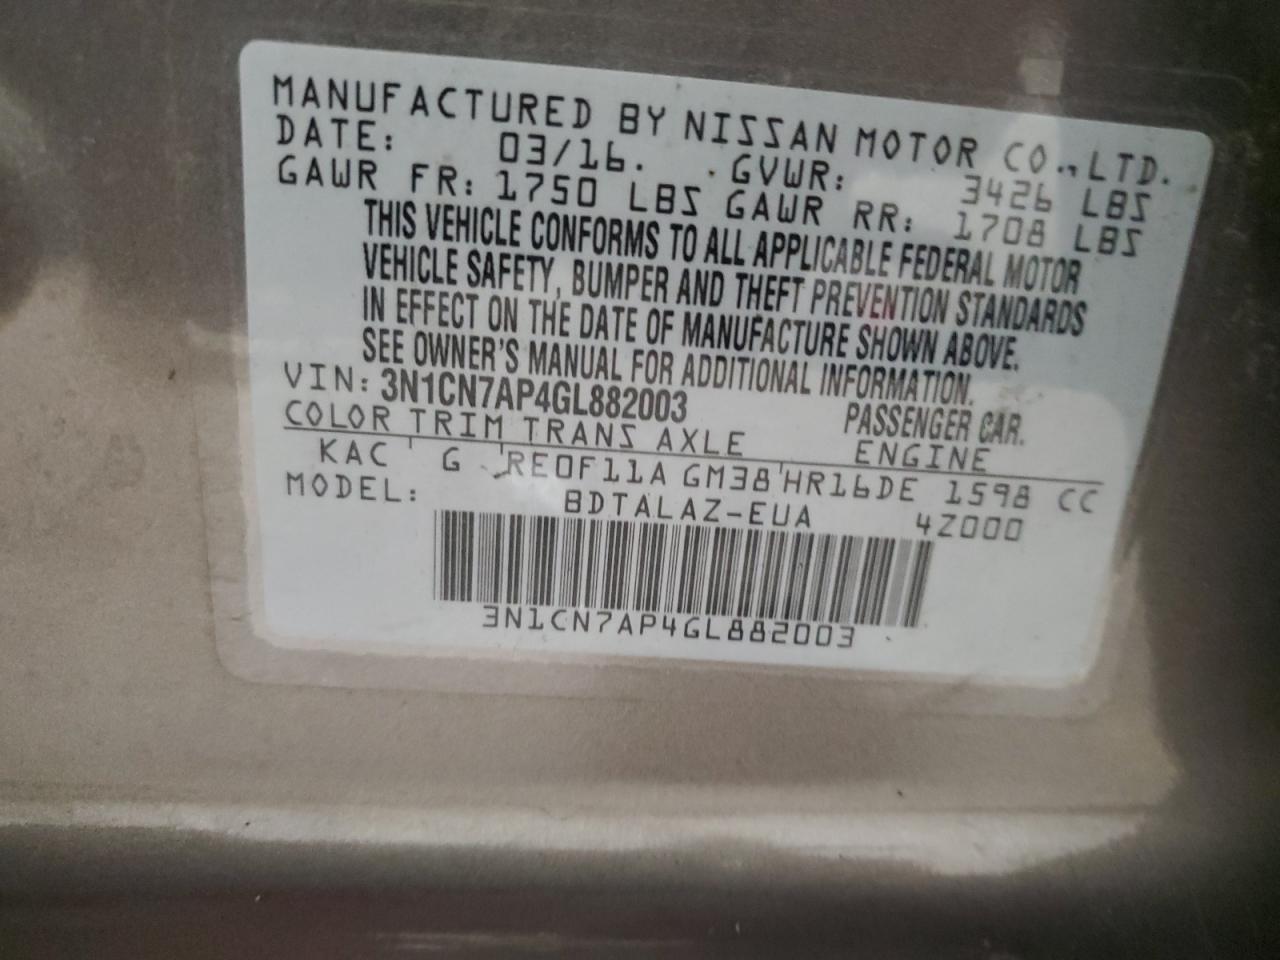 MANUFACTURED BY NISSAN MOTOR CO.,LTD.
DATE: 03/16. GVWR: 3426 LBS
GAWR FR: 1750 LBS GAWR RR: 1708 LBS
THIS VEHICLE CONFORMS TO ALL APPLICABLE FEDERAL MOTOR
VEHICLE SAFETY, BUMPER AND THEFT PREVENTION STANDARDS
IN EFFECT ON THE DATE OF MANUFACTURE SHOWN ABOVE.
SEE OWNER'S MANUAL FOR ADDITIONAL INFORMATION.
VIN: 3N1CN7AP4GL882003 PASSENGER CAR.
COLOR TRIM TRANS AXLE ENGINE
KAC G RE0F11A GM38 HR16DE 1598 CC
MODEL: BDTALAZ-EUA 4Z000
3N1CN7AP4GL882003